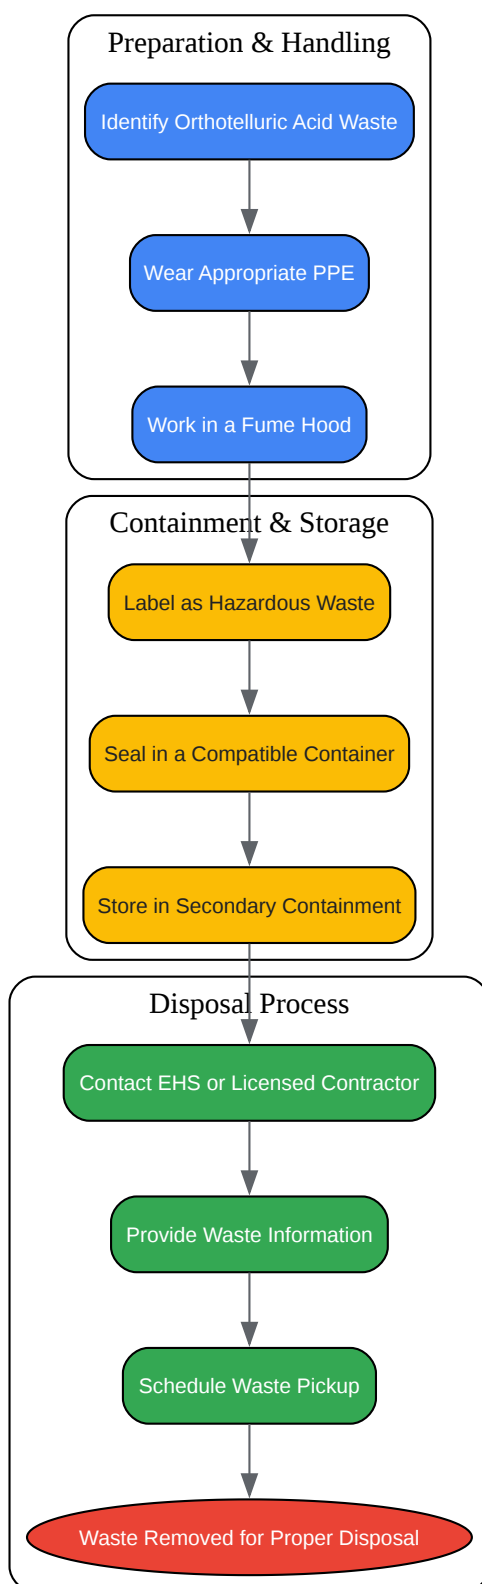 Preparation & Handling
Identify Orthotelluric Acid Waste
Wear Appropriate PPE
Work in a Fume Hood
Containment & Storage
Label as Hazardous Waste
Seal in a Compatible Container
Store in Secondary Containment
Disposal Process
Contact EHS or Licensed Contractor
Provide Waste Information
Schedule Waste Pickup
Waste Removed for Proper Disposal